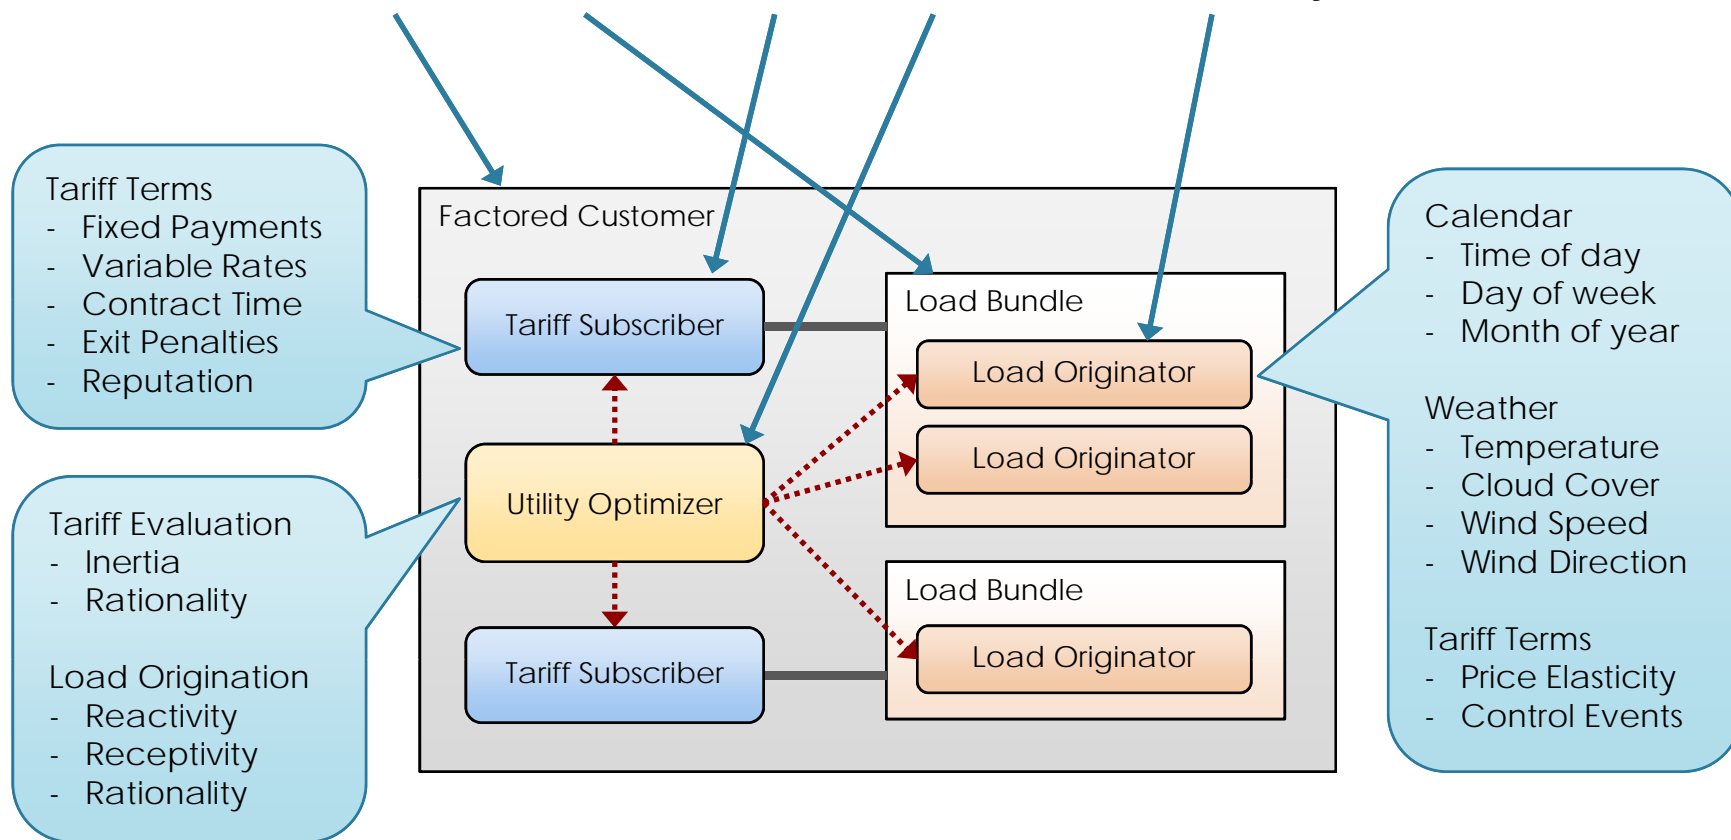 Tariff Terms
- Fixed Payments
- Variable Rates
- Contract Time
- Exit Penalties
- Reputation
Tariff Evaluation
- Inertia
- Rationality
Load Origination
- Reactivity
- Receptivity
- Rationality
Factored Customer
Tariff Subscriber
Utility Optimizer
Tariff Subscriber
Load Bundle
Load Originator
Load Originator
Load Bundle
Load Originator
Calendar
- Time of day
- Day of week
- Month of year
Weather
- Temperature
- Cloud Cover
- Wind Speed
- Wind Direction
Tariff Terms
- Price Elasticity
- Control Events